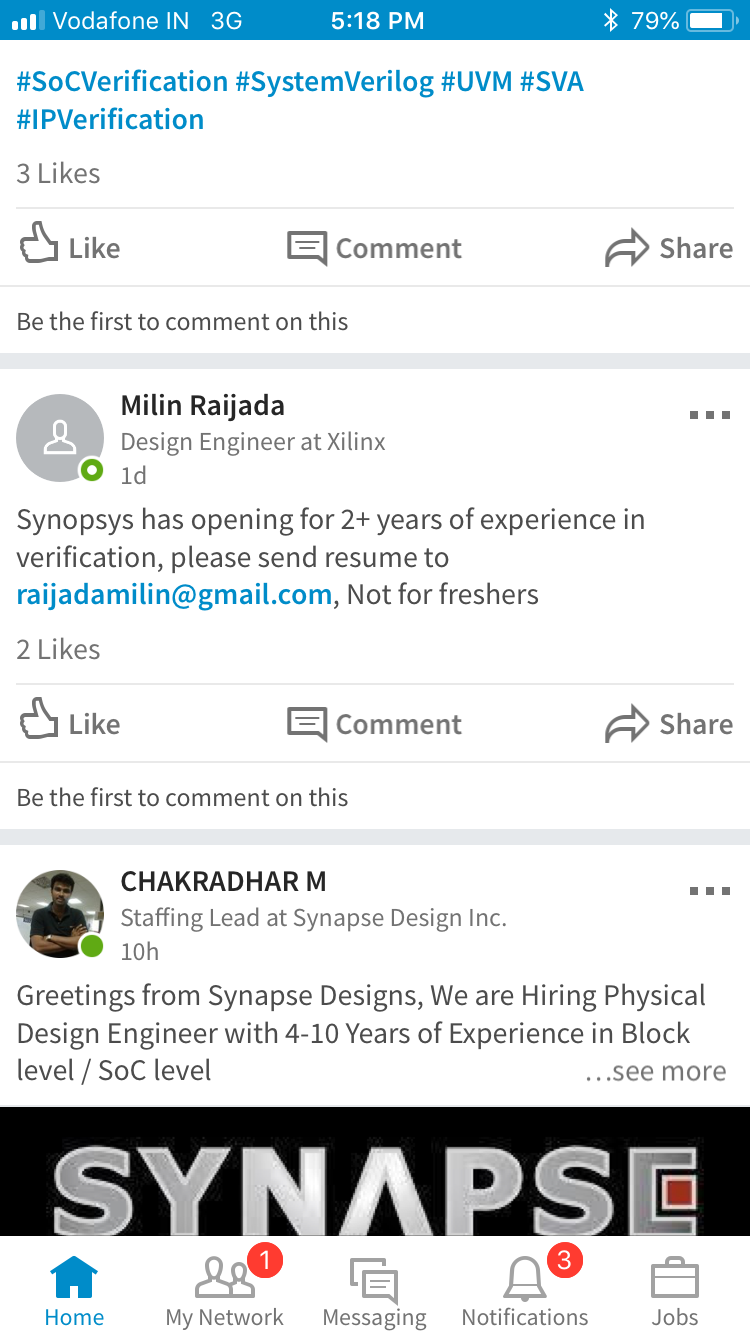 Vodafone IN 3G 5:18 PM 79%
#SoCVerification #SystemVerilog #UVM #SVA
#IPVerification
3 Likes
Like Comment Share
Be the first to comment on this
Milin Raijada
Design Engineer at Xilinx
1d
Synopsys has opening for 2+ years of experience in
verification, please send resume to
raijadamilin@gmail.com, Not for freshers
2 Likes
Like Comment Share
Be the first to comment on this
CHAKRADHAR M
Staffing Lead at Synapse Design Inc.
10h
Greetings from Synapse Designs, We are Hiring Physical
Design Engineer with 4-10 Years of Experience in Block
level / SoC level ...see more
SYNAPSE
1 3
Home My Network Messaging Notifications Jobs